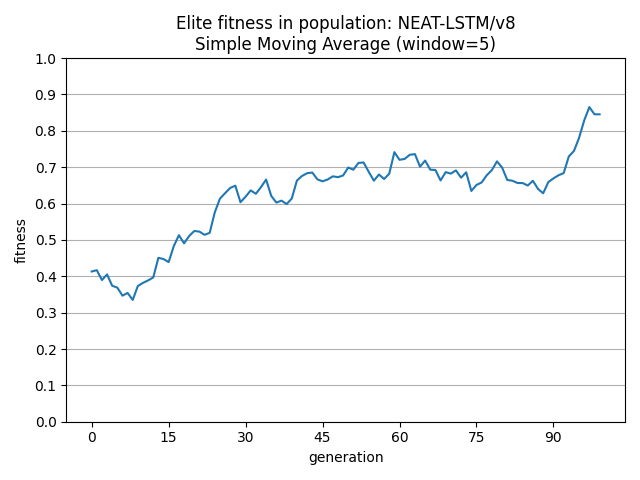 Elite fitness in population: NEAT-LSTM/v8
Simple Moving Average (window=5)
1.0
0.9
0.8
0.7
0.6
0.5
0.4
0.3
0.2
0.1
0.0
fitness
0 15 30 45 60 75 90
generation